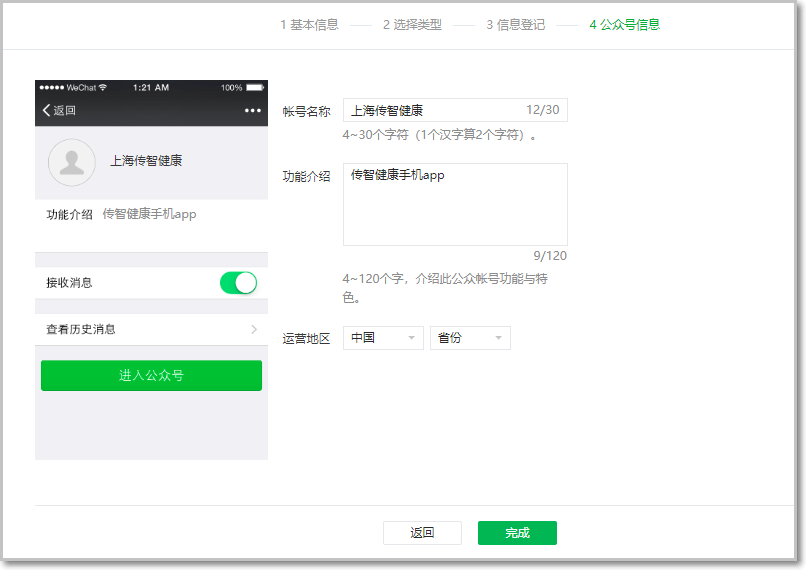 1 基本信息 2 选择类型 3 信息登记 4 公众号信息
WeChat 1:21 AM 100%
返回
上海传智健康
功能介绍 传智健康手机app
接收消息
查看历史消息
进入公众号
帐号名称 上海传智健康 12/30
4~30个字符（1个汉字算2个字符）。
功能介绍 传智健康手机app
9/120
4~120个字，介绍此公众帐号功能与特
色。
运营地区 中国 省份
返回 完成